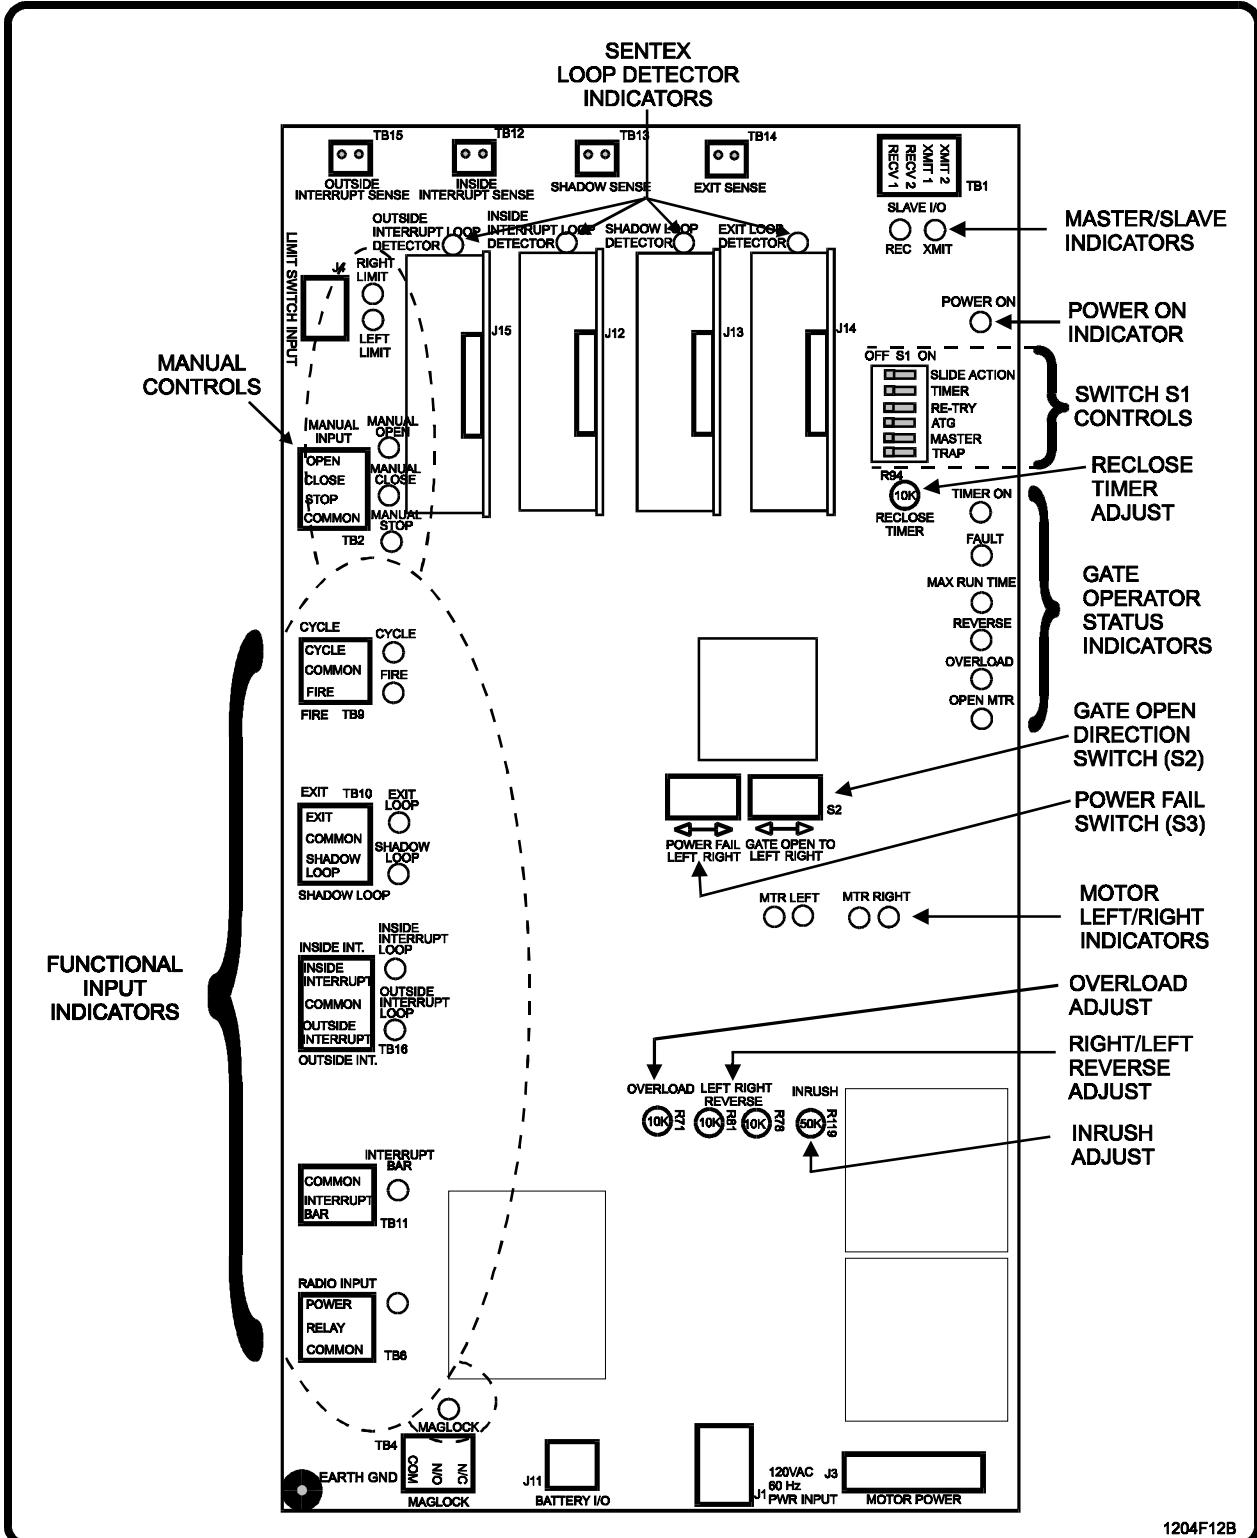 SENTEX
LOOP DETECTOR
INDICATORS
TB15
TB12
TB13
TB14
OUTSIDE
INTERRUPT SENSE
INSIDE
INTERRUPT SENSE
SHADOW SENSE
EXIT SENSE
RECV 1
RECV 2
XMIT 1
XMIT 2
TB1
SLAVE I/O
REC XMIT
MASTER/SLAVE
INDICATORS
OUTSIDE
INTERRUPT LOOP
DETECTOR
INSIDE
INTERRUPT LOOP
DETECTOR
SHADOW LOOP
DETECTOR
EXIT LOOP
DETECTOR
LIMIT SWITCH INPUT
J4
RIGHT
LIMIT
LEFT
LIMIT
J15
J12
J13
J14
POWER ON
POWER ON
INDICATOR
OFF S1 ON
SLIDE ACTION
TIMER
RE-TRY
ATG
MASTER
TRAP
SWITCH S1
CONTROLS
R94
10K
RECLOSE
TIMER
RECLOSE
TIMER
ADJUST
MANUAL
CONTROLS
MANUAL
INPUT
OPEN
CLOSE
STOP
COMMON
TB2
MANUAL
OPEN
MANUAL
CLOSE
MANUAL
STOP
TIMER ON
FAULT
MAX RUN TIME
REVERSE
OVERLOAD
OPEN MTR
GATE
OPERATOR
STATUS
INDICATORS
CYCLE
CYCLE
COMMON
FIRE
FIRE TB9
CYCLE
FIRE
GATE OPEN
DIRECTION
SWITCH (S2)
S2
POWER FAIL
LEFT RIGHT
GATE OPEN TO
LEFT RIGHT
POWER FAIL
SWITCH (S3)
EXIT TB10
EXIT
COMMON
SHADOW
LOOP
SHADOW LOOP
EXIT
LOOP
SHADOW
LOOP
MTR LEFT
MTR RIGHT
MOTOR
LEFT/RIGHT
INDICATORS
FUNCTIONAL
INPUT
INDICATORS
INSIDE INT.
INSIDE
INTERRUPT
COMMON
OUTSIDE
INTERRUPT
OUTSIDE INT.
INSIDE
INTERRUPT
LOOP
OUTSIDE
INTERRUPT
LOOP
TB16
OVERLOAD
ADJUST
RIGHT/LEFT
REVERSE
ADJUST
OVERLOAD
LEFT RIGHT
REVERSE
INRUSH
10K
R71
10K
R81
10K
R78
50K
R119
INRUSH
ADJUST
INTERRUPT
BAR
COMMON
INTERRUPT
BAR
TB11
RADIO INPUT
POWER
RELAY
COMMON
TB6
MAGLOCK
TB4
COM
N/O
N/C
MAGLOCK
EARTH GND
J11
BATTERY I/O
J1
120VAC
60 Hz
PWR INPUT
J3
MOTOR POWER
1204F12B